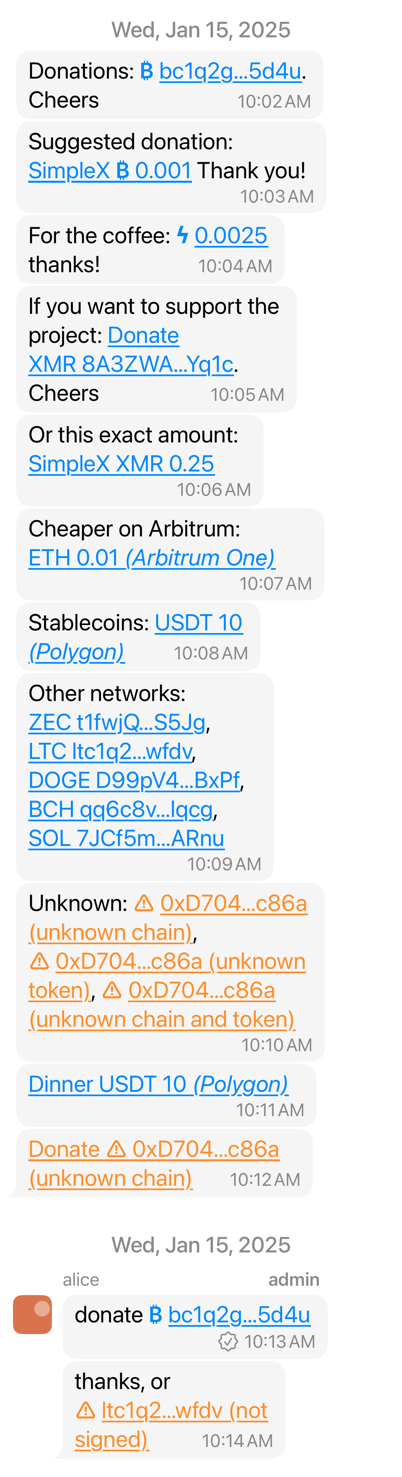 Wed, Jan 15, 2025
Donations: ₿ bc1q2g...5d4u.
Cheers 10:02 AM
Suggested donation:
SimpleX ₿ 0.001 Thank you!
10:03 AM
For the coffee: ϟ 0.0025
thanks! 10:04 AM
If you want to support the
project: Donate
XMR 8A3ZWA...Yq1c.
Cheers 10:05 AM
Or this exact amount:
SimpleX XMR 0.25
10:06 AM
Cheaper on Arbitrum:
ETH 0.01 (Arbitrum One)
10:07 AM
Stablecoins: USDT 10
(Polygon) 10:08 AM
Other networks:
ZEC t1fwjQ...S5Jg,
LTC ltc1q2...wfdv,
DOGE D99pV4...BxPf,
BCH qq6c8v...lqcg,
SOL 7JCf5m...ARnu
10:09 AM
Unknown: ⚠ 0xD704...c86a
(unknown chain),
⚠ 0xD704...c86a (unknown
token), ⚠ 0xD704...c86a
(unknown chain and token)
10:10 AM
Dinner USDT 10 (Polygon)
10:11 AM
Donate ⚠ 0xD704...c86a
(unknown chain) 10:12 AM
Wed, Jan 15, 2025
alice admin
donate ₿ bc1q2g...5d4u
10:13 AM
thanks, or
⚠ ltc1q2...wfdv (not
signed) 10:14 AM